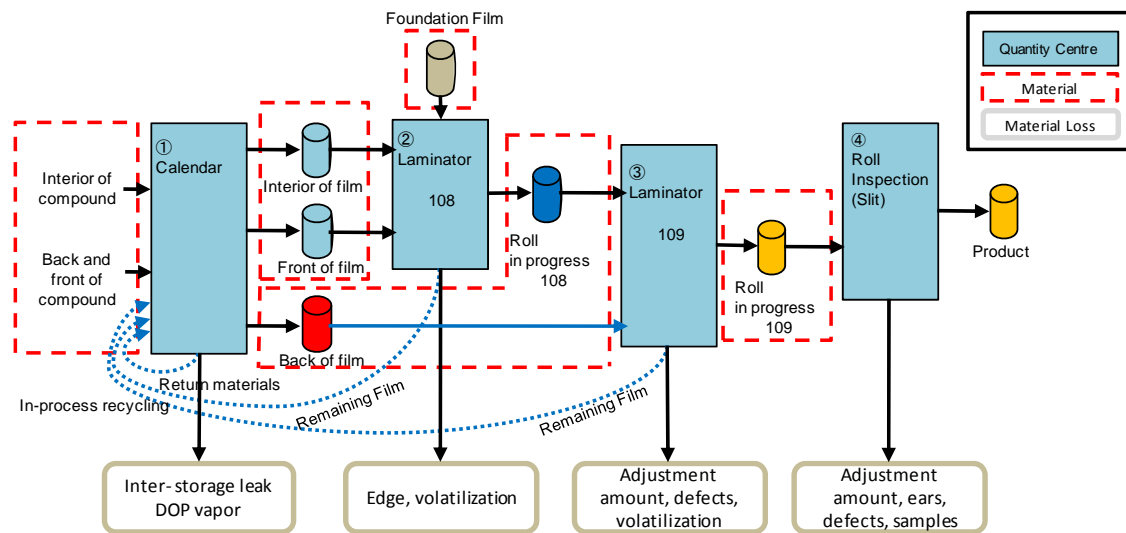 Foundation Film
Quantity Centre
Material
Material Loss
①
Calendar
Interior of
compound
Back and
front of
compound
Interior of film
Front of film
Back of film
②
Laminator
108
Roll
in progress
108
③
Laminator
109
Roll
in progress
109
④
Roll
Inspection
(Slit)
Product
Return materials
In-process recycling
Remaining Film
Remaining Film
Inter- storage leak
DOP vapor
Edge, volatilization
Adjustment
amount, defects,
volatilization
Adjustment
amount, ears,
defects, samples